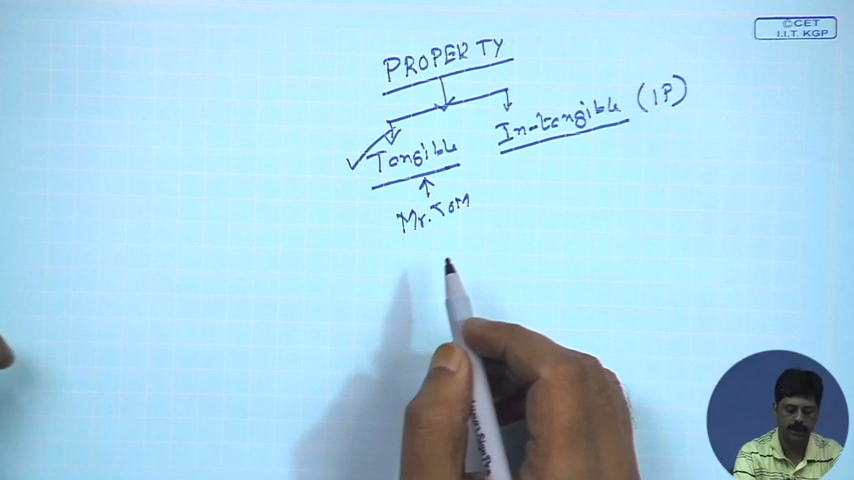 ©CET
I.I.T. KGP
PROPERTY
Tangible
In-tangible (IP)
Mr. TOM